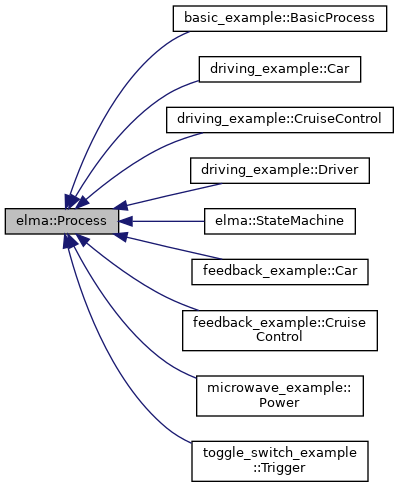 basic_example::BasicProcess
driving_example::Car
driving_example::CruiseControl
driving_example::Driver
elma::Process
elma::StateMachine
feedback_example::Car
feedback_example::Cruise
Control
microwave_example::
Power
toggle_switch_example
::Trigger